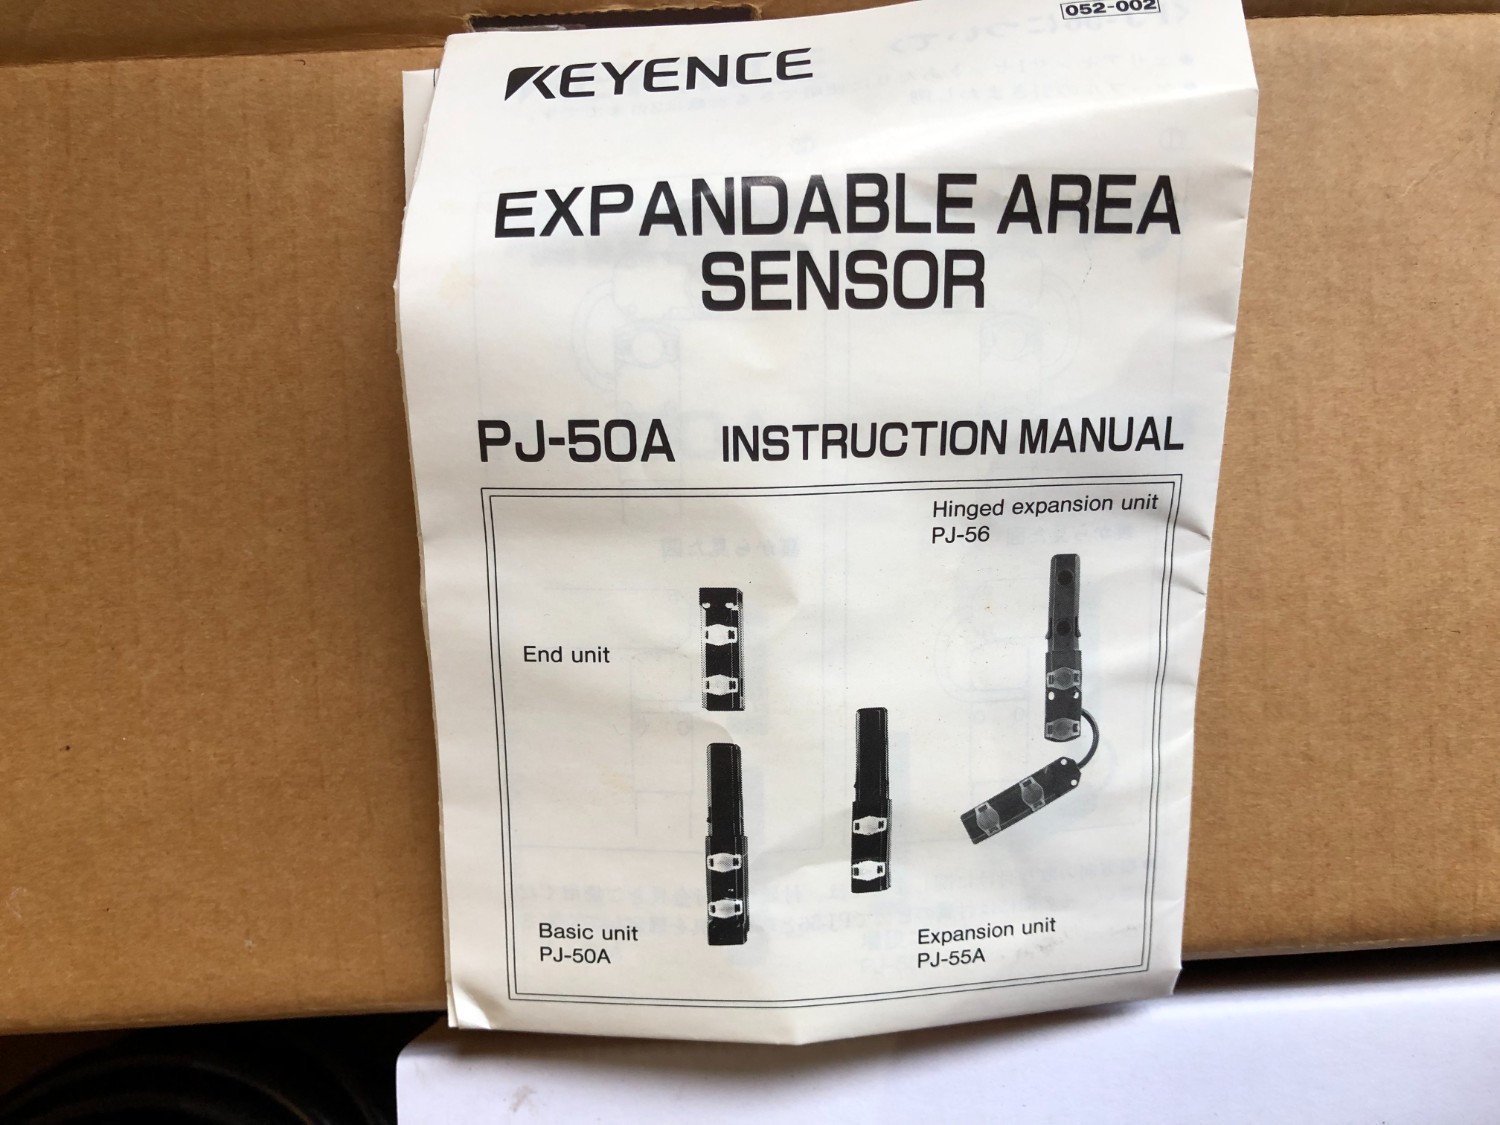 052-002
KEYENCE
EXPANDABLE AREA
SENSOR
PJ-50A INSTRUCTION MANUAL
Hinged expansion unit
PJ-56
End unit
Basic unit
PJ-50A
Expansion unit
PJ-55A